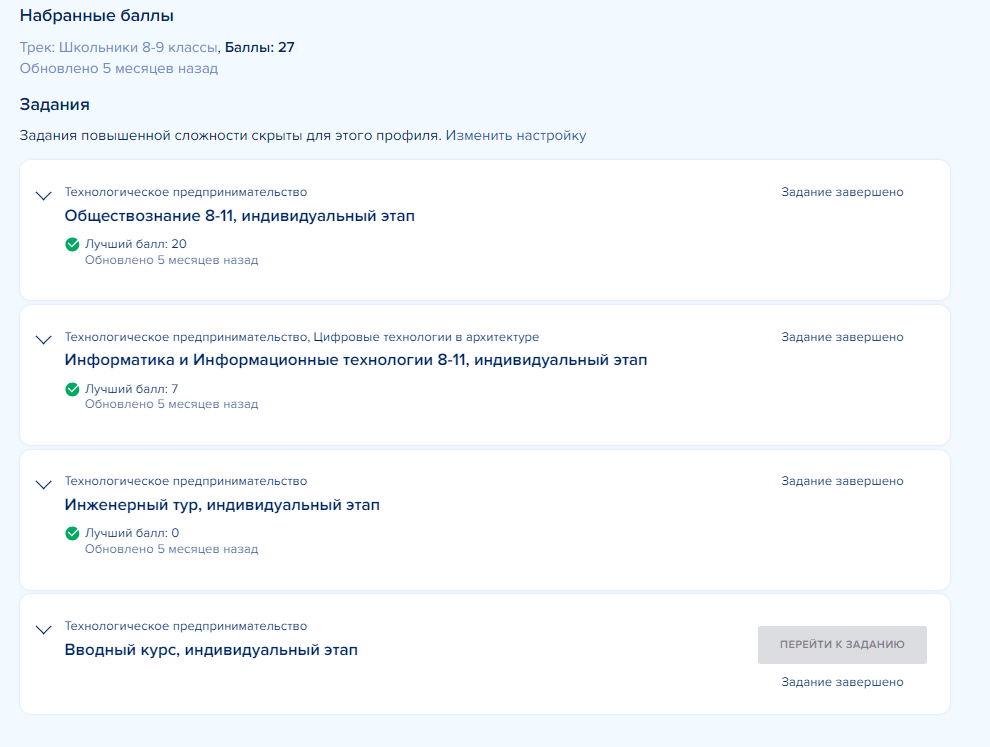 Набранные баллы
Трек: Школьники 8-9 классы, Баллы: 27
Обновлено 5 месяцев назад
Задания
Задания повышенной сложности скрыты для этого профиля. Изменить настройку
Технологическое предпринимательство
Задание завершено
Обществознание 8-11, индивидуальный этап
Лучший балл: 20
Обновлено 5 месяцев назад
Технологическое предпринимательство, Цифровые технологии в архитектуре
Задание завершено
Информатика и Информационные технологии 8-11, индивидуальный этап
Лучший балл: 7
Обновлено 5 месяцев назад
Технологическое предпринимательство
Задание завершено
Инженерный тур, индивидуальный этап
Лучший балл: 0
Обновлено 5 месяцев назад
Технологическое предпринимательство
Вводный курс, индивидуальный этап
ПЕРЕЙТИ К ЗАДАНИЮ
Задание завершено